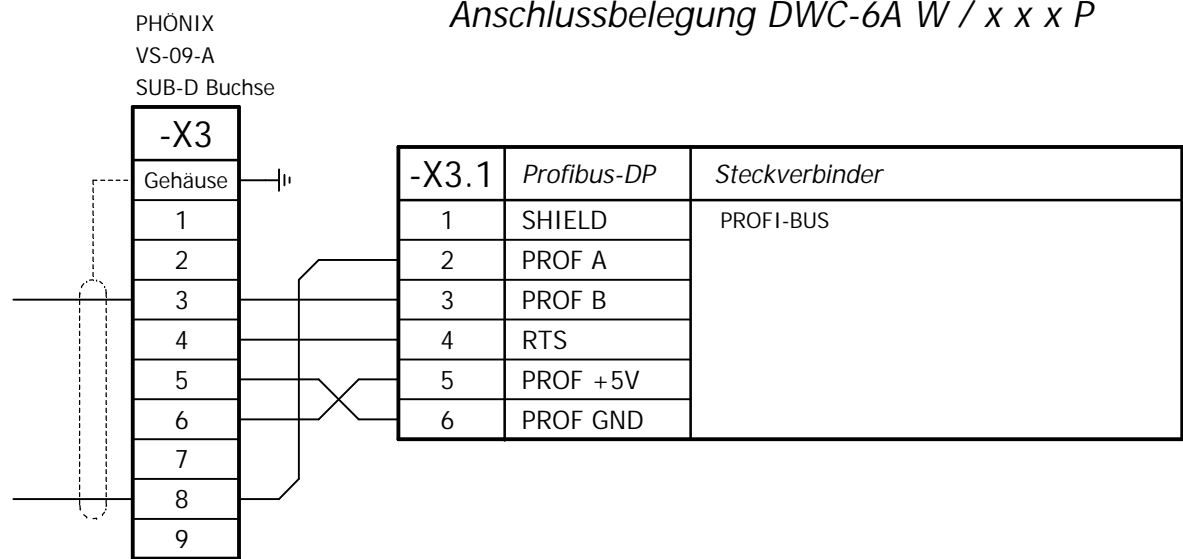 Anschlussbelegung DWC-6A W / x x x P
PHÖNIX
VS-09-A
SUB-D Buchse
-X3
Gehäuse
1
2
3
4
5
6
7
8
9
-X3.1 Profibus-DP Steckverbinder
1 SHIELD PROFI-BUS
2 PROF A
3 PROF B
4 RTS
5 PROF +5V
6 PROF GND